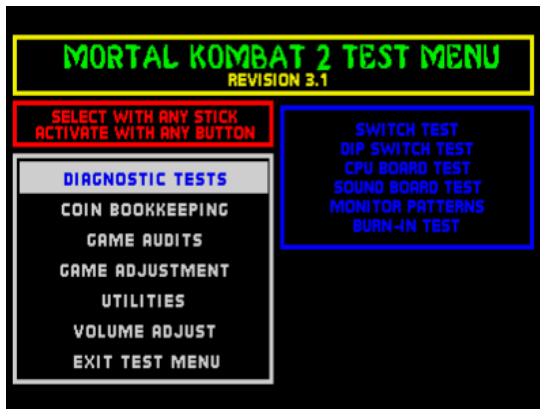 MORTAL KOMBAT 2 TEST MENU
REVISION 3.1
SELECT WITH ANY STICK
ACTIVATE WITH ANY BUTTON
DIAGNOSTIC TESTS
COIN BOOKKEEPING
GAME AUDITS
GAME ADJUSTMENT
UTILITIES
VOLUME ADJUST
EXIT TEST MENU
SWITCH TEST
DIP SWITCH TEST
CPU BOARD TEST
SOUND BOARD TEST
MONITOR PATTERNS
BURN-IN TEST